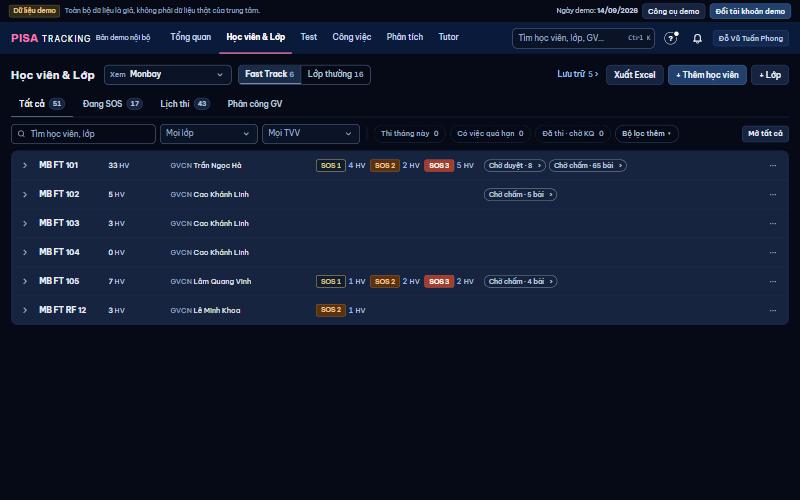 Dữ liệu demo Toàn bộ dữ liệu là giả, không phải dữ liệu thật của trung tâm. Ngày demo: 14/09/2026 Công cụ demo Đổi tài khoản demo
PISA TRACKING Bản demo nội bộ Tổng quan Học viên & Lớp Test Công việc Phân tích Tutor Tìm học viên, lớp, GV... Ctrl K ? Đỗ Vũ Tuấn Phong
Học viên & Lớp Xem Monbay Fast Track 6 Lớp thường 16 Lưu trữ 5 › Xuất Excel + Thêm học viên + Lớp
Tất cả 51 Đang SOS 17 Lịch thi 43 Phân công GV
Tìm học viên, lớp Mọi lớp Mọi TVV Thi tháng này 0 Có việc quá hạn 0 Đã thi · chờ KQ 0 Bộ lọc thêm Mở tất cả
MB FT 101 33 HV GVCN Trần Ngọc Hà SOS 1 4 HV SOS 2 2 HV SOS 3 5 HV Chờ duyệt · 8 › Chờ chấm · 65 bài › ...
MB FT 102 5 HV GVCN Cao Khánh Linh Chờ chấm · 5 bài › ...
MB FT 103 3 HV GVCN Cao Khánh Linh ...
MB FT 104 0 HV GVCN Cao Khánh Linh ...
MB FT 105 7 HV GVCN Lâm Quang Vinh SOS 1 1 HV SOS 2 2 HV SOS 3 2 HV Chờ chấm · 4 bài › ...
MB FT RF 12 3 HV GVCN Lê Minh Khoa SOS 2 1 HV ...